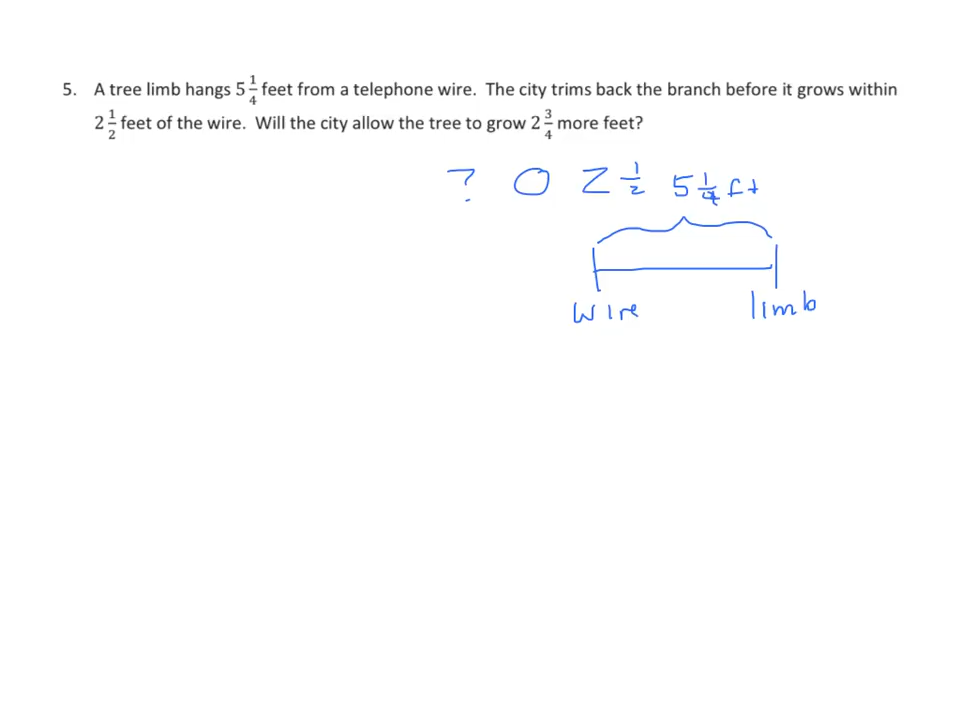 5. A tree limb hangs 5 1/4 feet from a telephone wire. The city trims back the branch before it grows within
2 1/2 feet of the wire. Will the city allow the tree to grow 2 3/4 more feet?
? ◯ 2 1/2 5 1/4 ft
wire limb